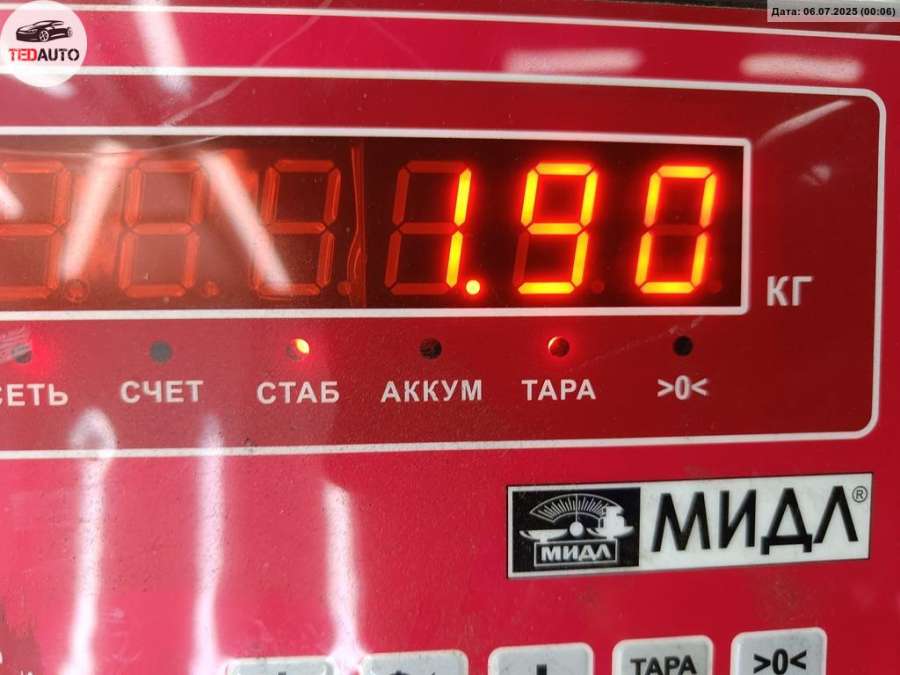 TEDAUTO
Дата: 06.07.2025 (00:06)
1.90
КГ
СЕТЬ СЧЕТ СТАБ АККУМ ТАРА >0<
МИДЛ
МИДЛ®
ТАРА >0<